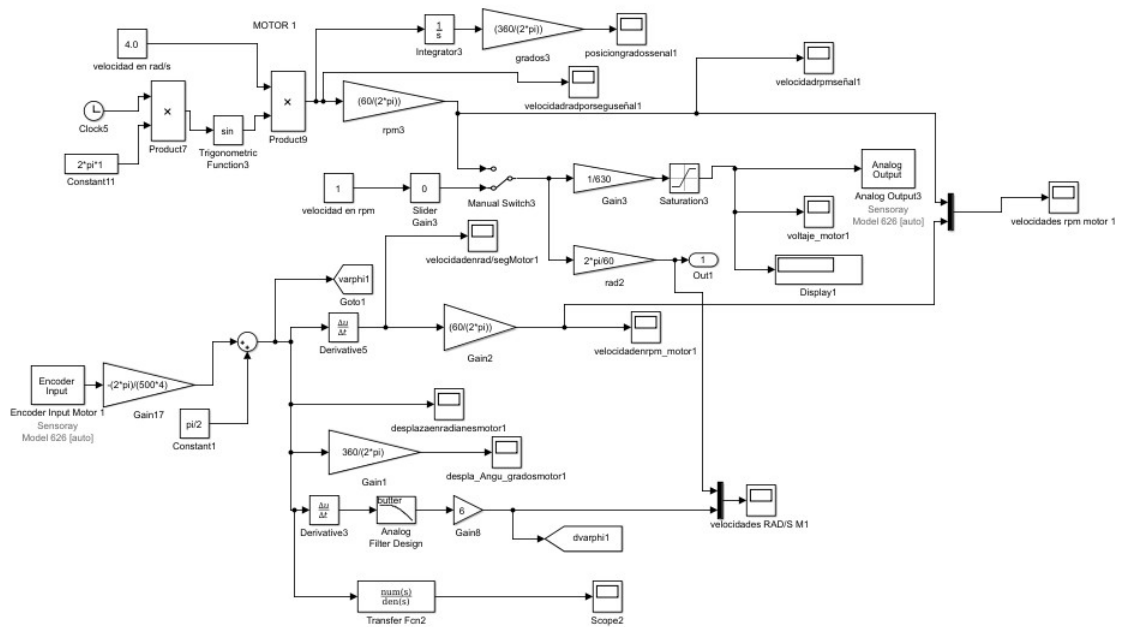 MOTOR 1
4.0
velocidad en rad/s
Clock5
×
Product7
2*pi*1
Constant11
sin
Trigonometric
Function3
×
Product9
1
s
Integrator3
(360/(2*pi))
grados3
posiciongradossenal1
velocidadradporseguseñal1
velocidadrpmseñal1
(60/(2*pi))
rpm3
1
velocidad en rpm
0
Slider
Gain3
Manual Switch3
1/630
Gain3
Saturation3
Analog
Output
Analog Output3
Sensoray
Model 626 [auto]
voltaje_motor1
Display1
velocidades rpm motor 1
velocidadenrad/segMotor1
2*pi/60
rad2
1
Out1
varphi1
Goto1
Δu
Δt
Derivative5
(60/(2*pi))
Gain2
velocidadenrpm_motor1
Encoder
Input
Encoder Input Motor 1
Sensoray
Model 626 [auto]
-(2*pi)/(500*4)
Gain17
pi/2
Constant1
desplazaenradianesmotor1
360/(2*pi)
Gain1
despla_Angu_gradosmotor1
Δu
Δt
Derivative3
butter
Analog
Filter Design
6
Gain8
dvarphi1
velocidades RAD/S M1
num(s)
den(s)
Transfer Fcn2
Scope2